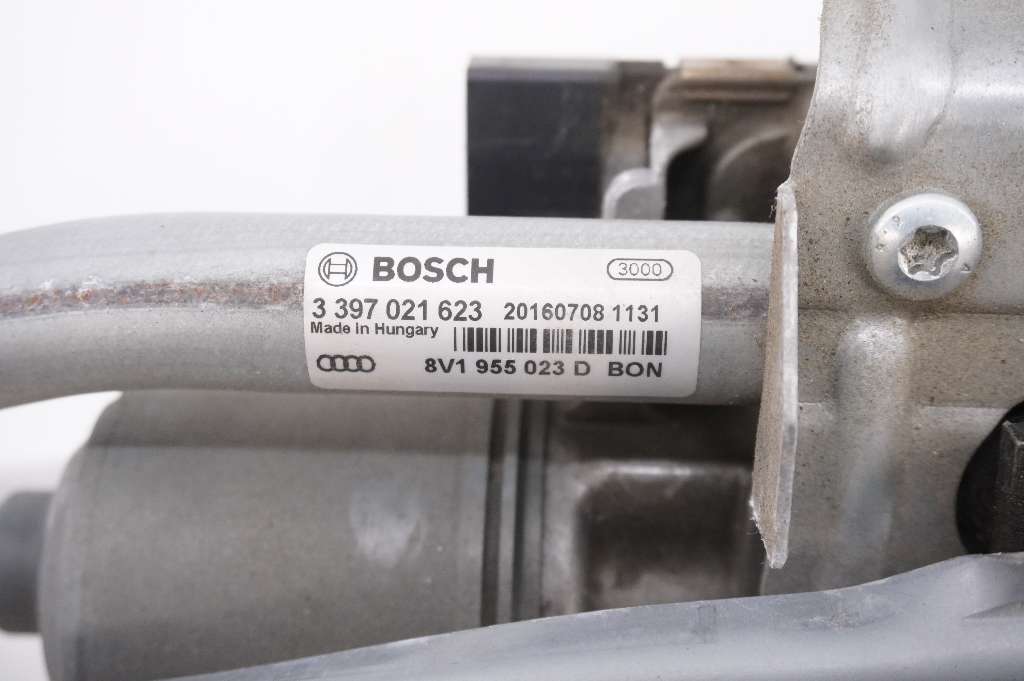 BOSCH 3000
3 397 021 623 20160708 1131
Made in Hungary
8V1 955 023 D BON